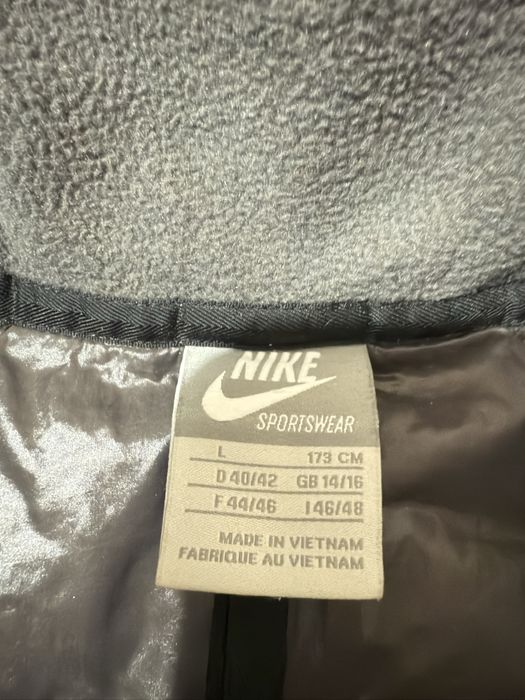 NIKE
SPORTSWEAR
L 173 CM
D 40/42 GB 14/16
F 44/46 I 46/48
MADE IN VIETNAM
FABRIQUE AU VIETNAM